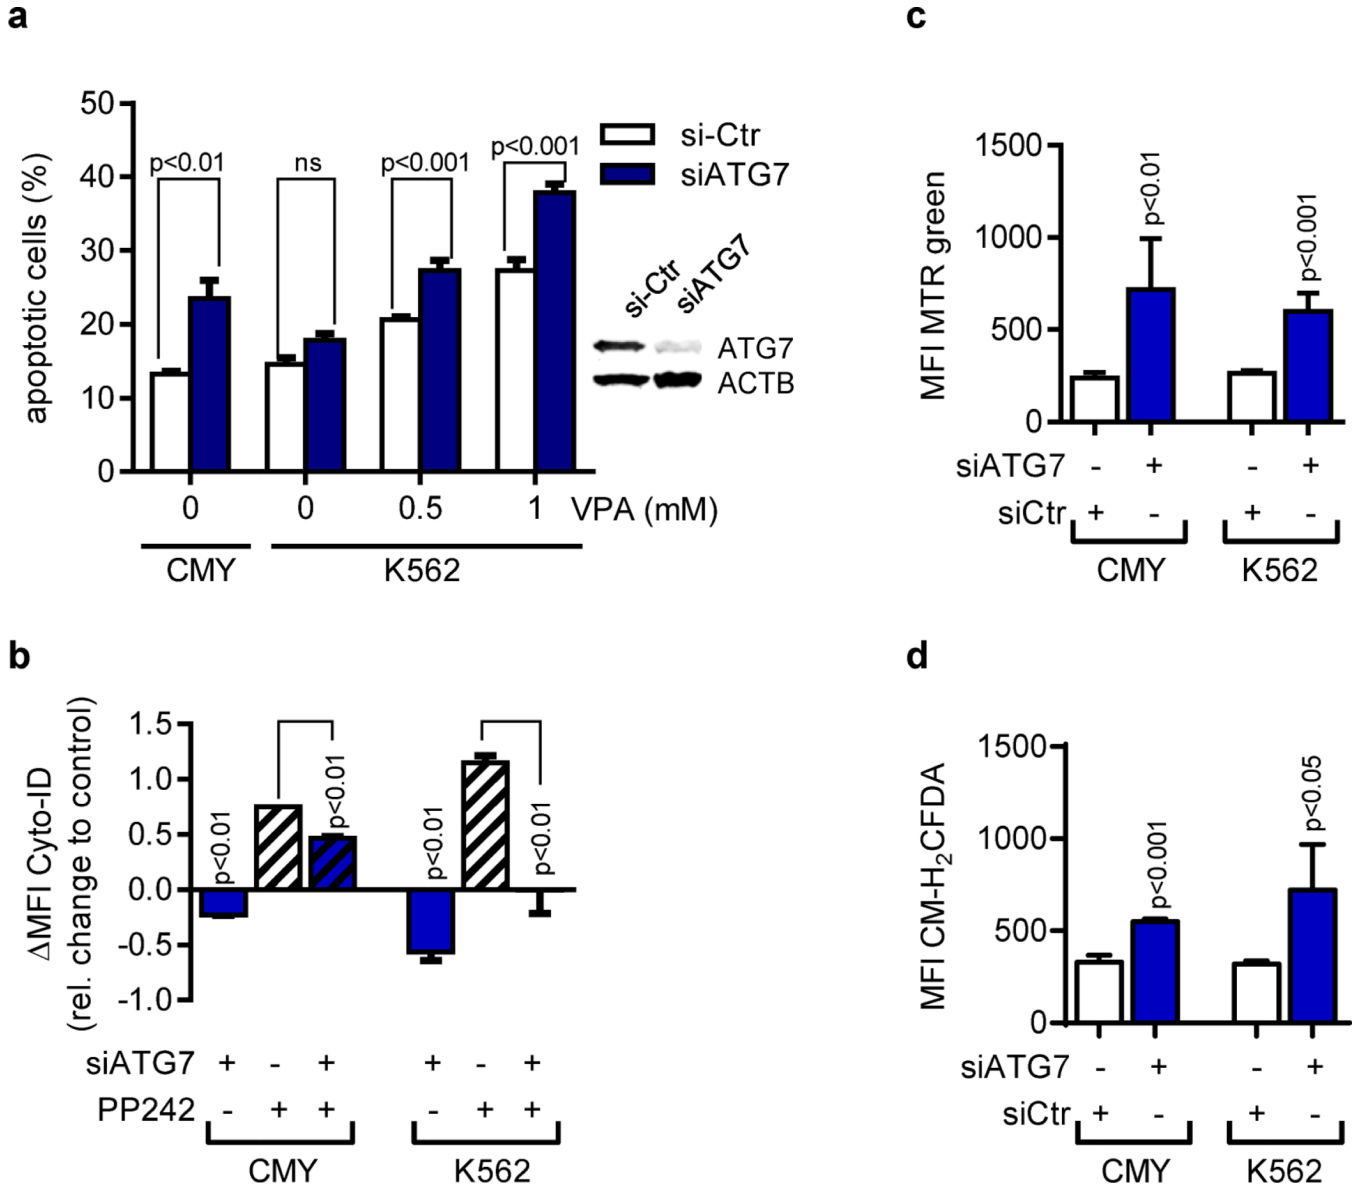 a
50
40
30
20
10
0
apoptotic cells (%)
p<0.01
ns
p<0.001
p<0.001
si-Ctr
siATG7
si-Ctr
siATG7
ATG7
ACTB
0 0 0.5 1 VPA (mM)
CMY K562
c
1500
1000
500
0
MFI MTR green
p<0.01
p<0.001
siATG7 - + - +
siCtr + - + -
CMY K562
b
1.5
1.0
0.5
0.0
-0.5
-1.0
ΔMFI Cyto-ID
(rel. change to control)
p<0.01
p<0.01
p<0.01
p<0.01
siATG7 + - + + - +
PP242 - + + - + +
CMY K562
d
1500
1000
500
0
MFI CM-H₂CFDA
p<0.001
p<0.05
siATG7 - + - +
siCtr + - + -
CMY K562